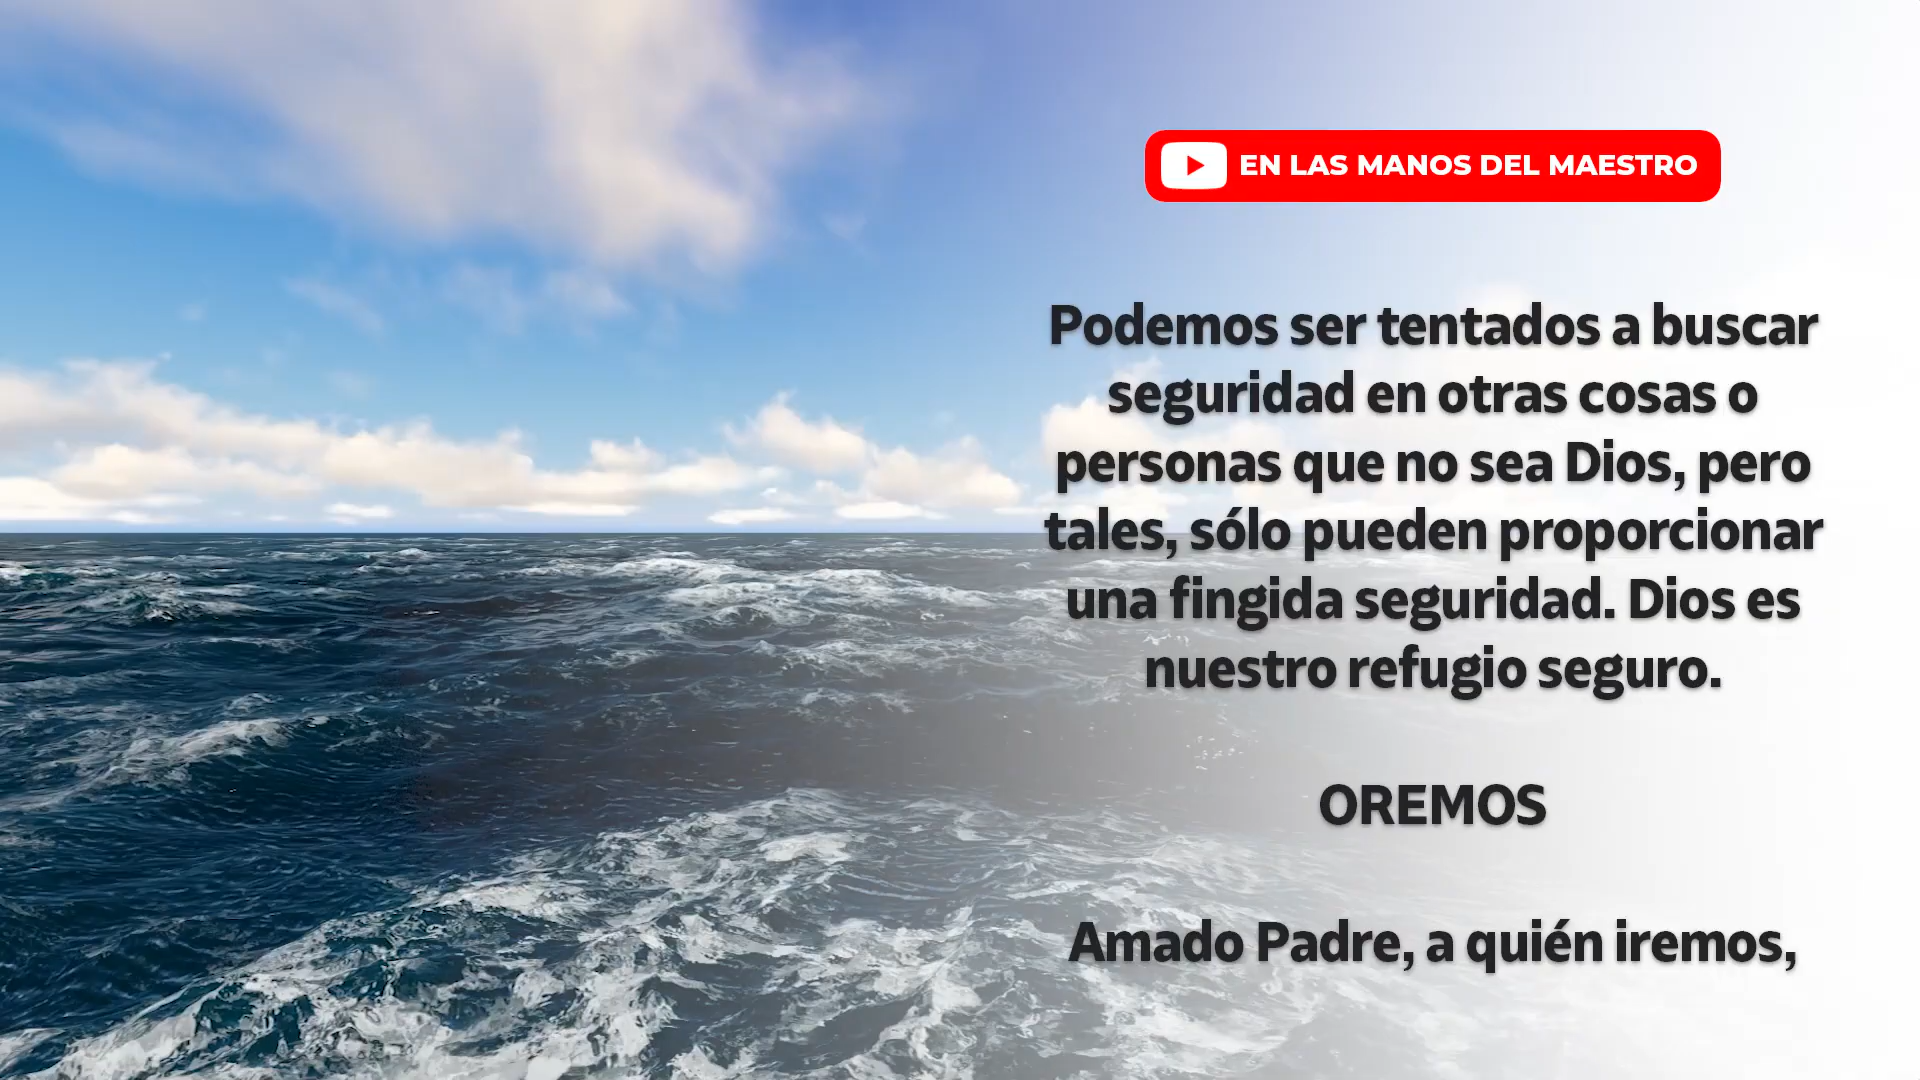 EN LAS MANOS DEL MAESTRO
Podemos ser tentados a buscar
seguridad en otras cosas o
personas que no sea Dios, pero
tales, sólo pueden proporcionar
una fingida seguridad. Dios es
nuestro refugio seguro.
OREMOS
Amado Padre, a quién iremos,